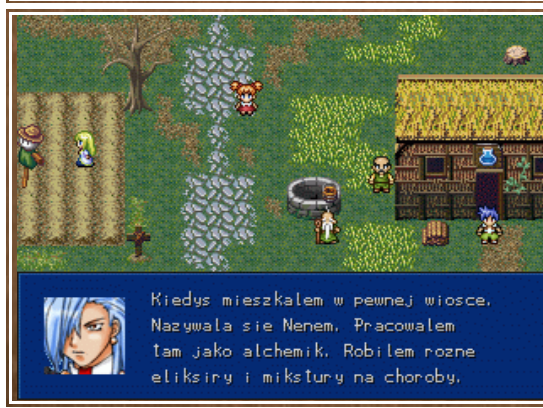 Kiedys mieszkalem w pewnej wiosce.
Nazywala sie Nenem. Pracowalem
tam jako alchemik. Robilem rozne
eliksiry i mikstury na choroby.